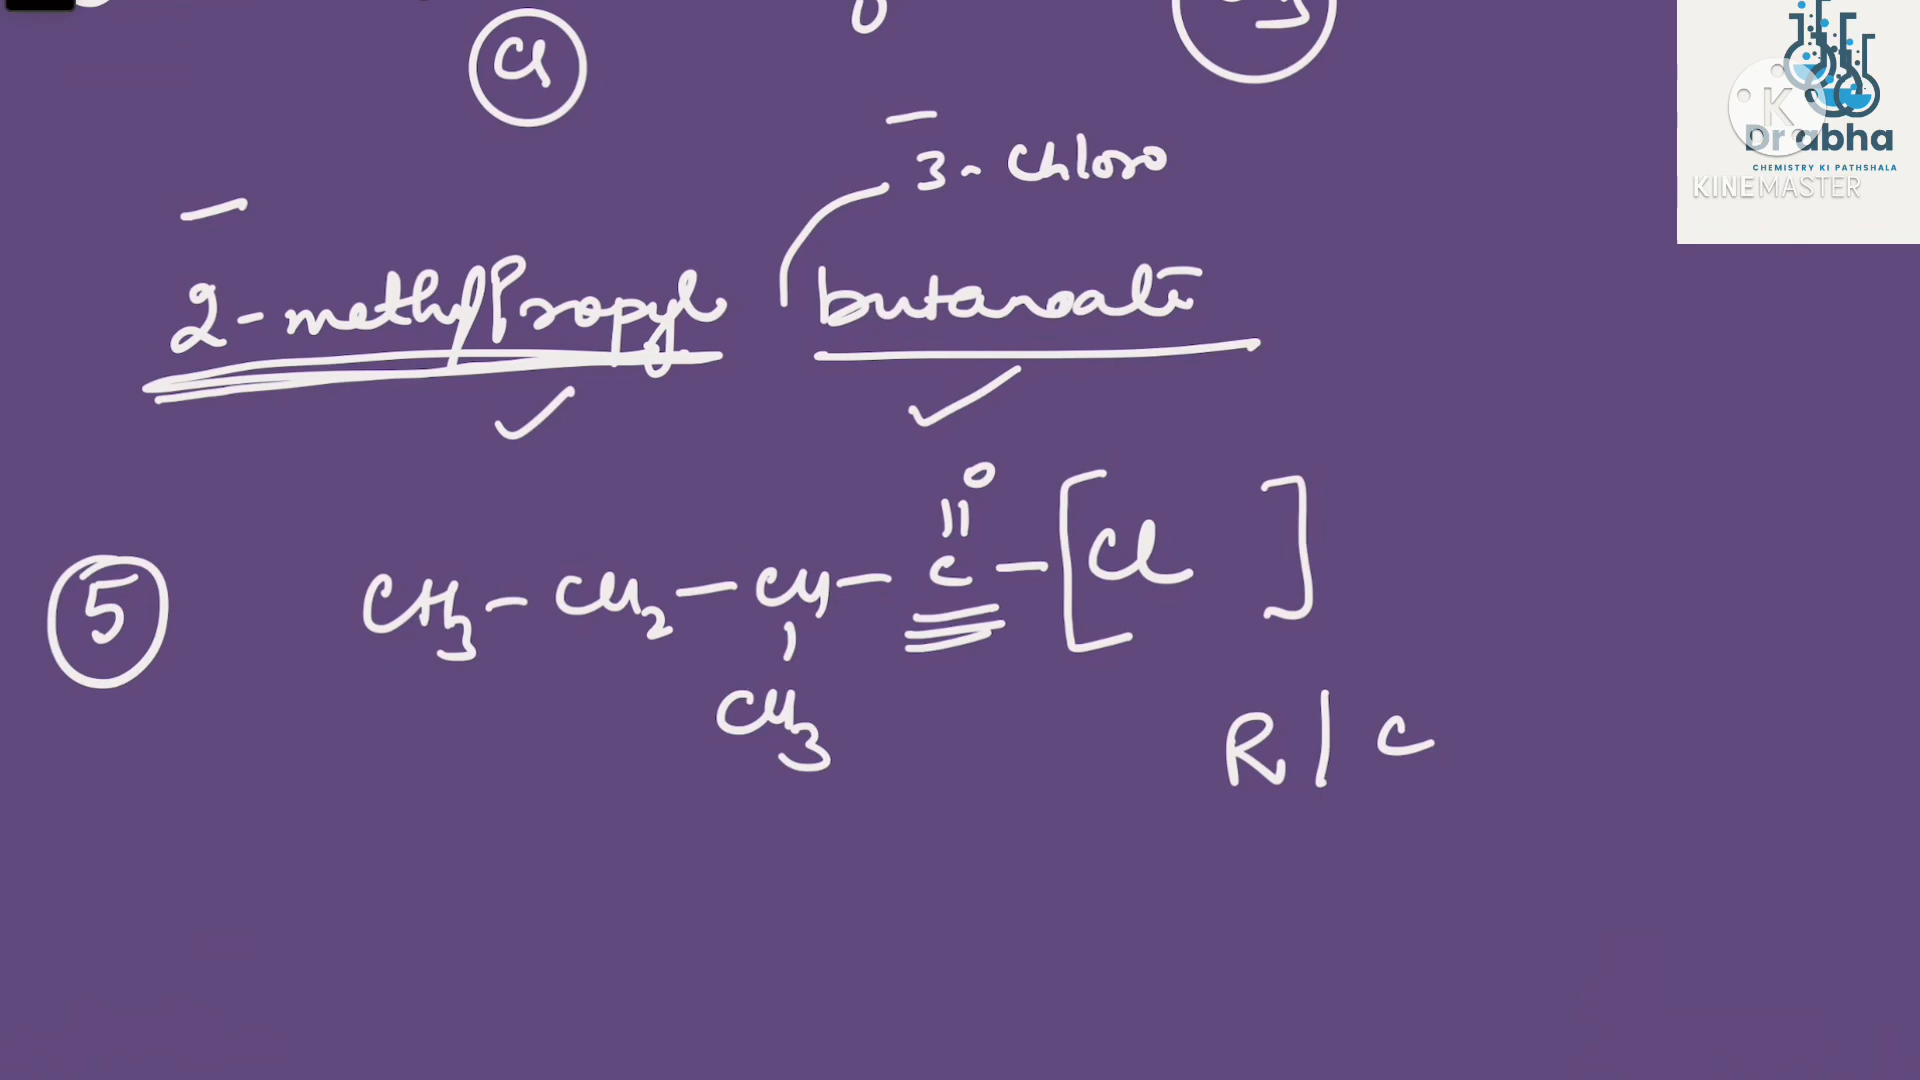 Cl
O
3- Chloro
2-methylPropyl butanoate
O
||
5 CH3 - CH2 - CH - C - [Cl ]
CH3
R | C
K
Dr abha
CHEMISTRY KI PATHSHALA
KINEMASTER